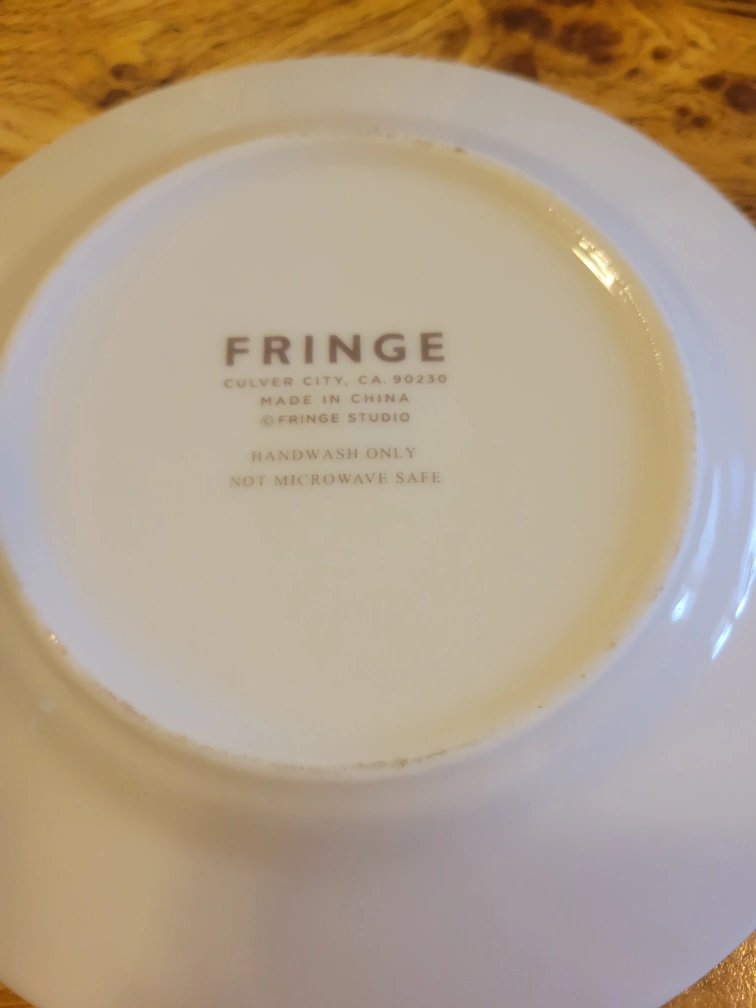 FRINGE
CULVER CITY, CA. 90230
MADE IN CHINA
©FRINGE STUDIO
HANDWASH ONLY
NOT MICROWAVE SAFE